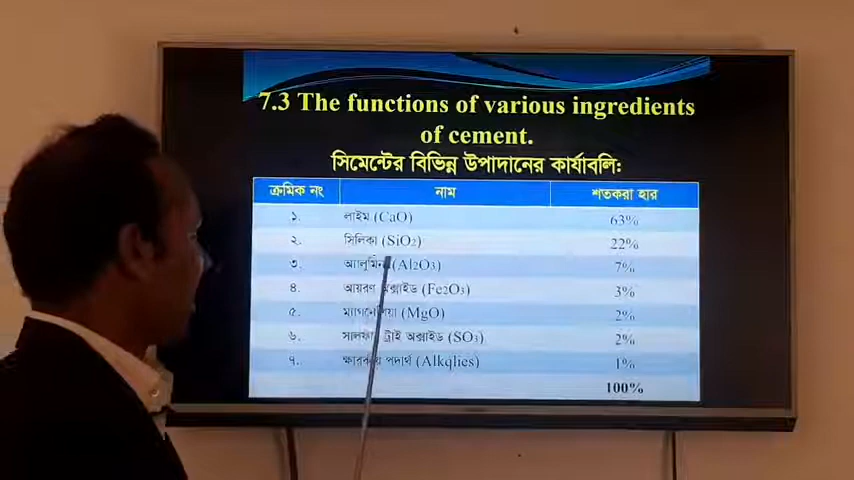 7.3 The functions of various ingredients
of cement.
সিমেন্টের বিভিন্ন উপাদানের কার্যাবলি:
ক্রমিক নং নাম শতকরা হার
১. লাইম (CaO) 63%
২. সিলিকা (SiO2) 22%
৩. (Al2O3) 7%
৪. আয়রণ (Fe2O3) 3%
৫. (MgO) 2%
৬. ট্রাই অক্সাইড (SO3) 2%
৭. পদার্থ (Alkqlies) 1%
100%